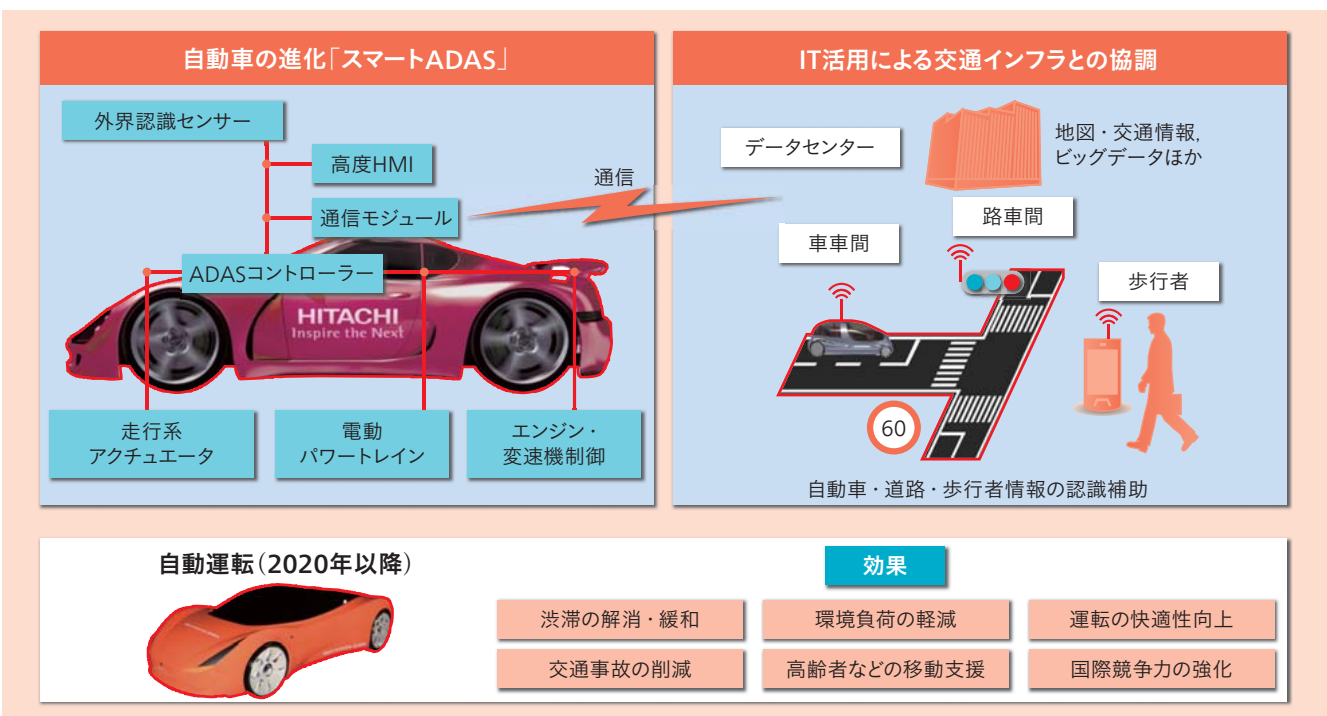 自動車の進化「スマートADAS」
外界認識センサー
高度HMI
通信モジュール
ADASコントローラー
HITACHI
Inspire the Next
走行系
アクチュエータ
電動
パワートレイン
エンジン・
変速機制御
通信
IT活用による交通インフラとの協調
データセンター
地図・交通情報,
ビッグデータほか
路車間
車車間
歩行者
60
自動車・道路・歩行者情報の認識補助
自動運転(2020年以降)
効果
渋滞の解消・緩和
環境負荷の軽減
運転の快適性向上
交通事故の削減
高齢者などの移動支援
国際競争力の強化